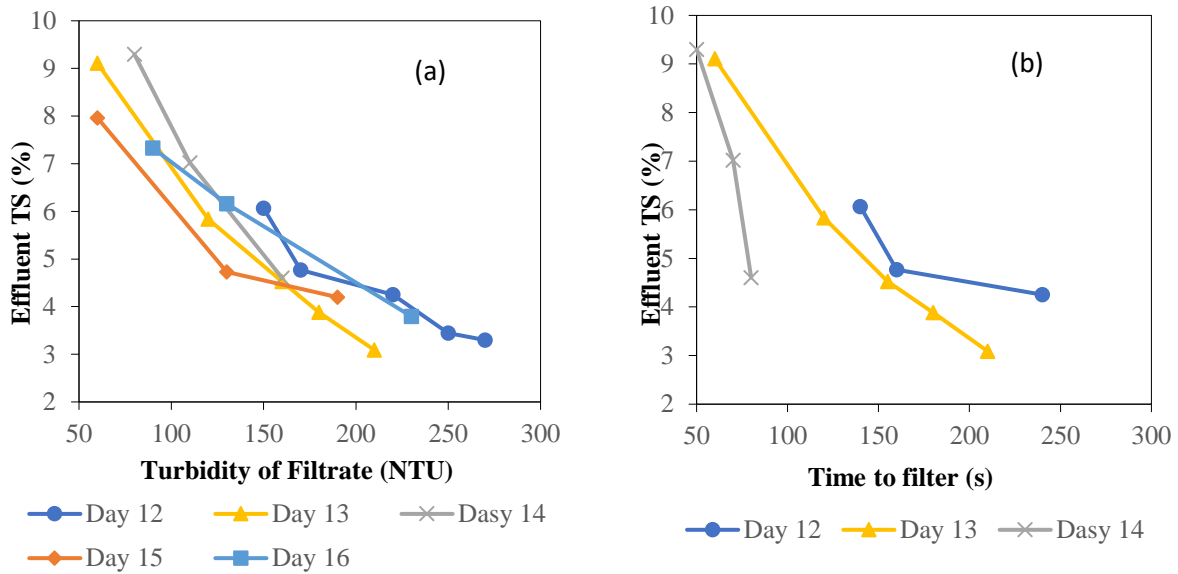 (a)
Effluent TS (%)
10
9
8
7
6
5
4
3
2
50 100 150 200 250 300
Turbidity of Filtrate (NTU)
Day 12 Day 13 Dasy 14
Day 15 Day 16
(b)
Effluent TS (%)
10
9
8
7
6
5
4
3
2
50 100 150 200 250 300
Time to filter (s)
Day 12 Day 13 Dasy 14